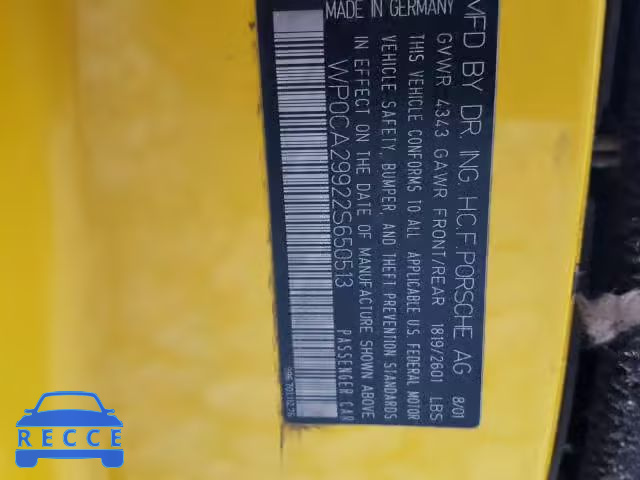 MFD BY DR. ING. H.C.F. PORSCHE AG 8/01
GVWR 4343 GAWR FRONT/REAR 1819/2601 LBS
THIS VEHICLE CONFORMS TO ALL APPLICABLE U.S. FEDERAL MOTOR
VEHICLE SAFETY, BUMPER, AND THEFT PREVENTION STANDARDS
IN EFFECT ON THE DATE OF MANUFACTURE SHOWN ABOVE
WP0CA29922S650513 PASSENGER CAR
MADE IN GERMANY
RECCE